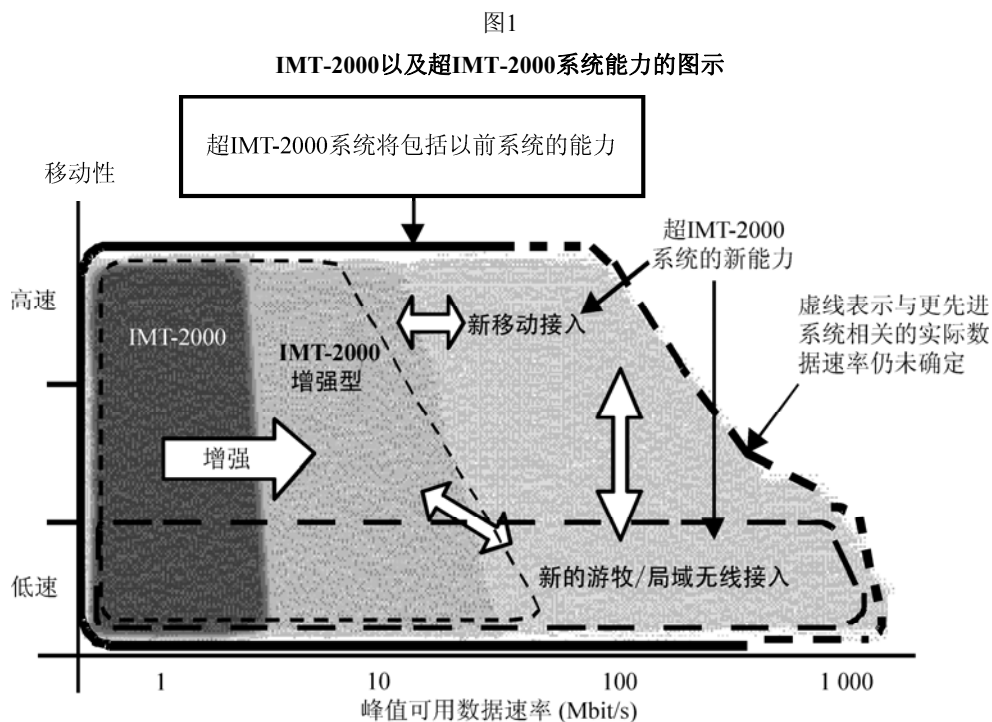 图1
IMT-2000以及超IMT-2000系统能力的图示
超IMT-2000系统将包括以前系统的能力
移动性
超IMT-2000
系统的新能力
高速
新移动接入
虚线表示与更先进
系统相关的实际数
据速率仍未确定
IMT-2000
IMT-2000
增强型
增强
低速
新的游牧/局域无线接入
1
10
100
1 000
峰值可用数据速率 (Mbit/s)